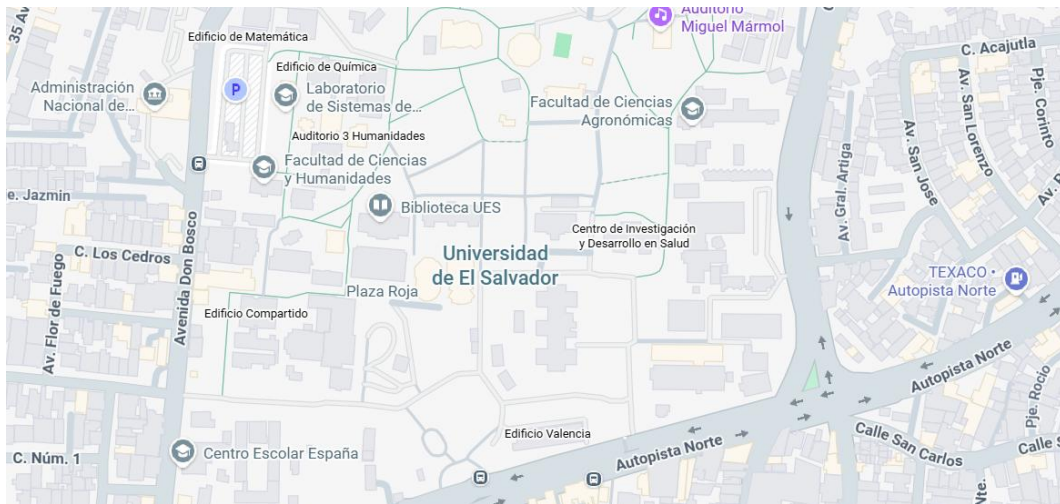 35 Av
Edificio de Matemática
Auditorio
Miguel Mármol
C. Acajutla
Pje. Corinto
Av. San Lorenzo
Edificio de Química
Administración
Nacional de...
P
Laboratorio
de Sistemas de...
Facultad de Ciencias
Agronómicas
Av. San Jose
Auditorio 3 Humanidades
Facultad de Ciencias
y Humanidades
Av. Gral. Artiga
Av. D
e. Jazmin
Biblioteca UES
Centro de Investigación
y Desarrollo en Salud
C. Los Cedros
Universidad
de El Salvador
TEXACO •
Autopista Norte
Plaza Roja
Av. Flor de Fuego
Avenida Don Bosco
Edificio Compartido
Autopista Norte
Pje. Rocio
Edificio Valencia
Centro Escolar España
C. Núm. 1
Autopista Norte
Calle San Carlos
Calle S
Nte.